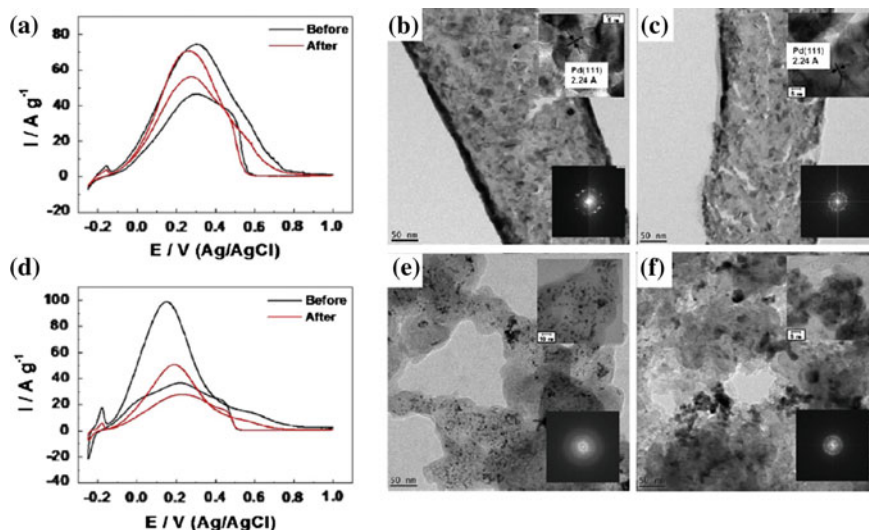 (a)
Before
After
80
60
40
20
0
-20
-0.2 0.0 0.2 0.4 0.6 0.8 1.0
E / V (Ag/AgCl)
I / A g-1
(b)
Pd(111)
2.24 A
50 nm
(c)
Pd(111)
2.24 A
50 nm
(d)
Before
After
100
80
60
40
20
0
20
40
-0.2 0.0 0.2 0.4 0.6 0.8 1.0
E / V (Ag/AgCl)
I / A g-1
(e)
50 nm
(f)
50 nm